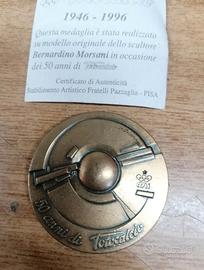 1946 - 1996
Questa medaglia è stata realizzata
su modello originale dello scultore
Bernardino Morsani in occasione
dei 50 anni di
Certificato di Autenticità
Stabilimento Artistico Fratelli Pazzaglia - PISA
50 anni di Totocalcio